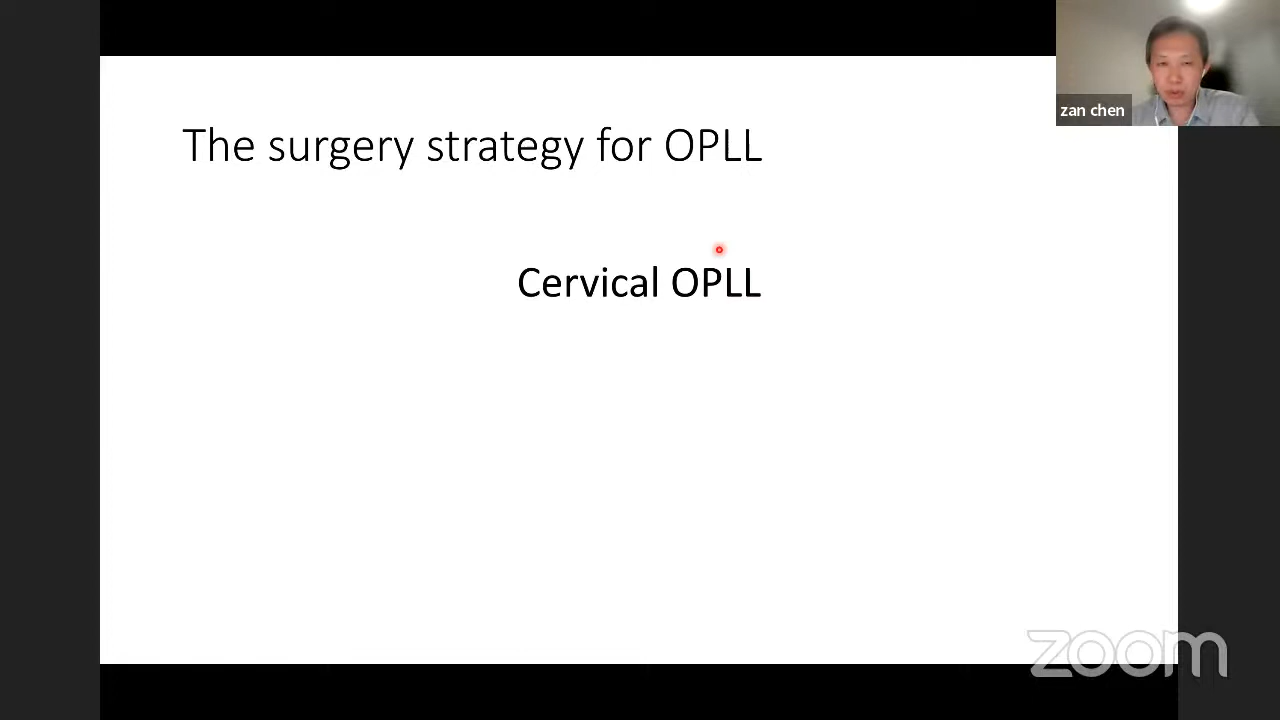 The surgery strategy for OPLL
zan chen
Cervical OPLL
zoom